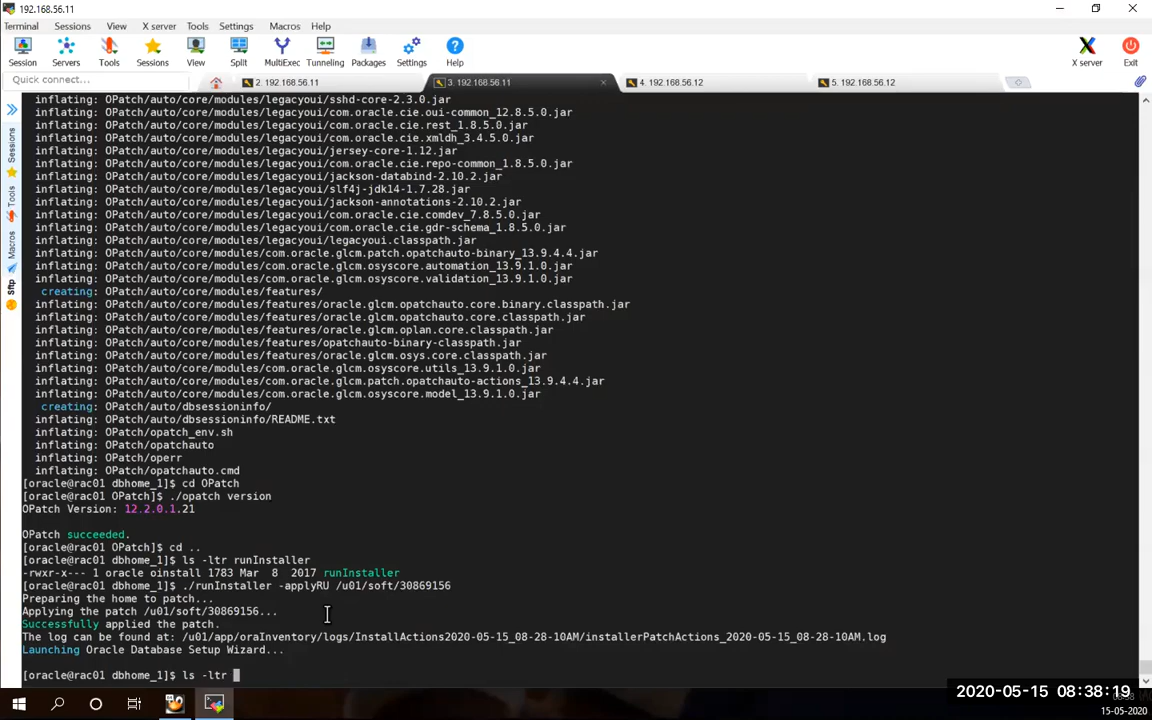 192.168.56.11
Terminal Sessions View X server Tools Settings Macros Help
Session Servers Tools Sessions View Split MultiExec Tunneling Packages Settings Help X server Exit
Quick connect...
2. 192.168.56.11
3. 192.168.56.11
4. 192.168.56.12
5. 192.168.56.12
Sessions
Tools
Macros
Sftp
inflating: OPatch/auto/core/modules/legacyoui/sshd-core-2.3.0.jar
inflating: OPatch/auto/core/modules/legacyoui/com.oracle.cie.oui-common_12.8.5.0.jar
inflating: OPatch/auto/core/modules/legacyoui/com.oracle.cie.rest_1.8.5.0.jar
inflating: OPatch/auto/core/modules/legacyoui/com.oracle.cie.xmldh_3.4.5.0.jar
inflating: OPatch/auto/core/modules/legacyoui/jersey-core-1.12.jar
inflating: OPatch/auto/core/modules/legacyoui/com.oracle.cie.repo-common_1.8.5.0.jar
inflating: OPatch/auto/core/modules/legacyoui/jackson-databind-2.10.2.jar
inflating: OPatch/auto/core/modules/legacyoui/slf4j-jdk14-1.7.28.jar
inflating: OPatch/auto/core/modules/legacyoui/jackson-annotations-2.10.2.jar
inflating: OPatch/auto/core/modules/legacyoui/com.oracle.cie.comdev_7.8.5.0.jar
inflating: OPatch/auto/core/modules/legacyoui/com.oracle.cie.gdr-schema_1.8.5.0.jar
inflating: OPatch/auto/core/modules/legacyoui/legacyoui.classpath.jar
inflating: OPatch/auto/core/modules/legacyoui/com.oracle.glcm.patch.opatchauto-binary_13.9.4.4.jar
inflating: OPatch/auto/core/modules/legacyoui/com.oracle.glcm.osyscore.automation_13.9.1.0.jar
inflating: OPatch/auto/core/modules/legacyoui/com.oracle.glcm.osyscore.validation_13.9.1.0.jar
creating: OPatch/auto/core/modules/features/
inflating: OPatch/auto/core/modules/features/oracle.glcm.opatchauto.core.binary.classpath.jar
inflating: OPatch/auto/core/modules/features/oracle.glcm.opatchauto.core.classpath.jar
inflating: OPatch/auto/core/modules/features/oracle.glcm.oplan.core.classpath.jar
inflating: OPatch/auto/core/modules/features/opatchauto-binary-classpath.jar
inflating: OPatch/auto/core/modules/features/oracle.glcm.osys.core.classpath.jar
inflating: OPatch/auto/core/modules/com.oracle.glcm.osyscore.utils_13.9.1.0.jar
inflating: OPatch/auto/core/modules/com.oracle.glcm.patch.opatchauto-actions_13.9.4.4.jar
inflating: OPatch/auto/core/modules/com.oracle.glcm.osyscore.model_13.9.1.0.jar
creating: OPatch/auto/dbsessioninfo/
inflating: OPatch/auto/dbsessioninfo/README.txt
inflating: OPatch/opatch_env.sh
inflating: OPatch/opatchauto
inflating: OPatch/operr
inflating: OPatch/opatchauto.cmd
[oracle@rac01 dbhome_1]$ cd OPatch
[oracle@rac01 OPatch]$ ./opatch version
OPatch Version: 12.2.0.1.21
OPatch succeeded.
[oracle@rac01 OPatch]$ cd ..
[oracle@rac01 dbhome_1]$ ls -ltr runInstaller
-rwxr-x--- 1 oracle oinstall 1783 Mar 8 2017 runInstaller
[oracle@rac01 dbhome_1]$ ./runInstaller -applyRU /u01/soft/30869156
Preparing the home to patch...
Applying the patch /u01/soft/30869156...
Successfully applied the patch.
The log can be found at: /u01/app/oraInventory/logs/InstallActions2020-05-15_08-28-10AM/installerPatchActions_2020-05-15_08-28-10AM.log
Launching Oracle Database Setup Wizard...
[oracle@rac01 dbhome_1]$ ls -ltr
2020-05-15 08:38:19
15-05-2020